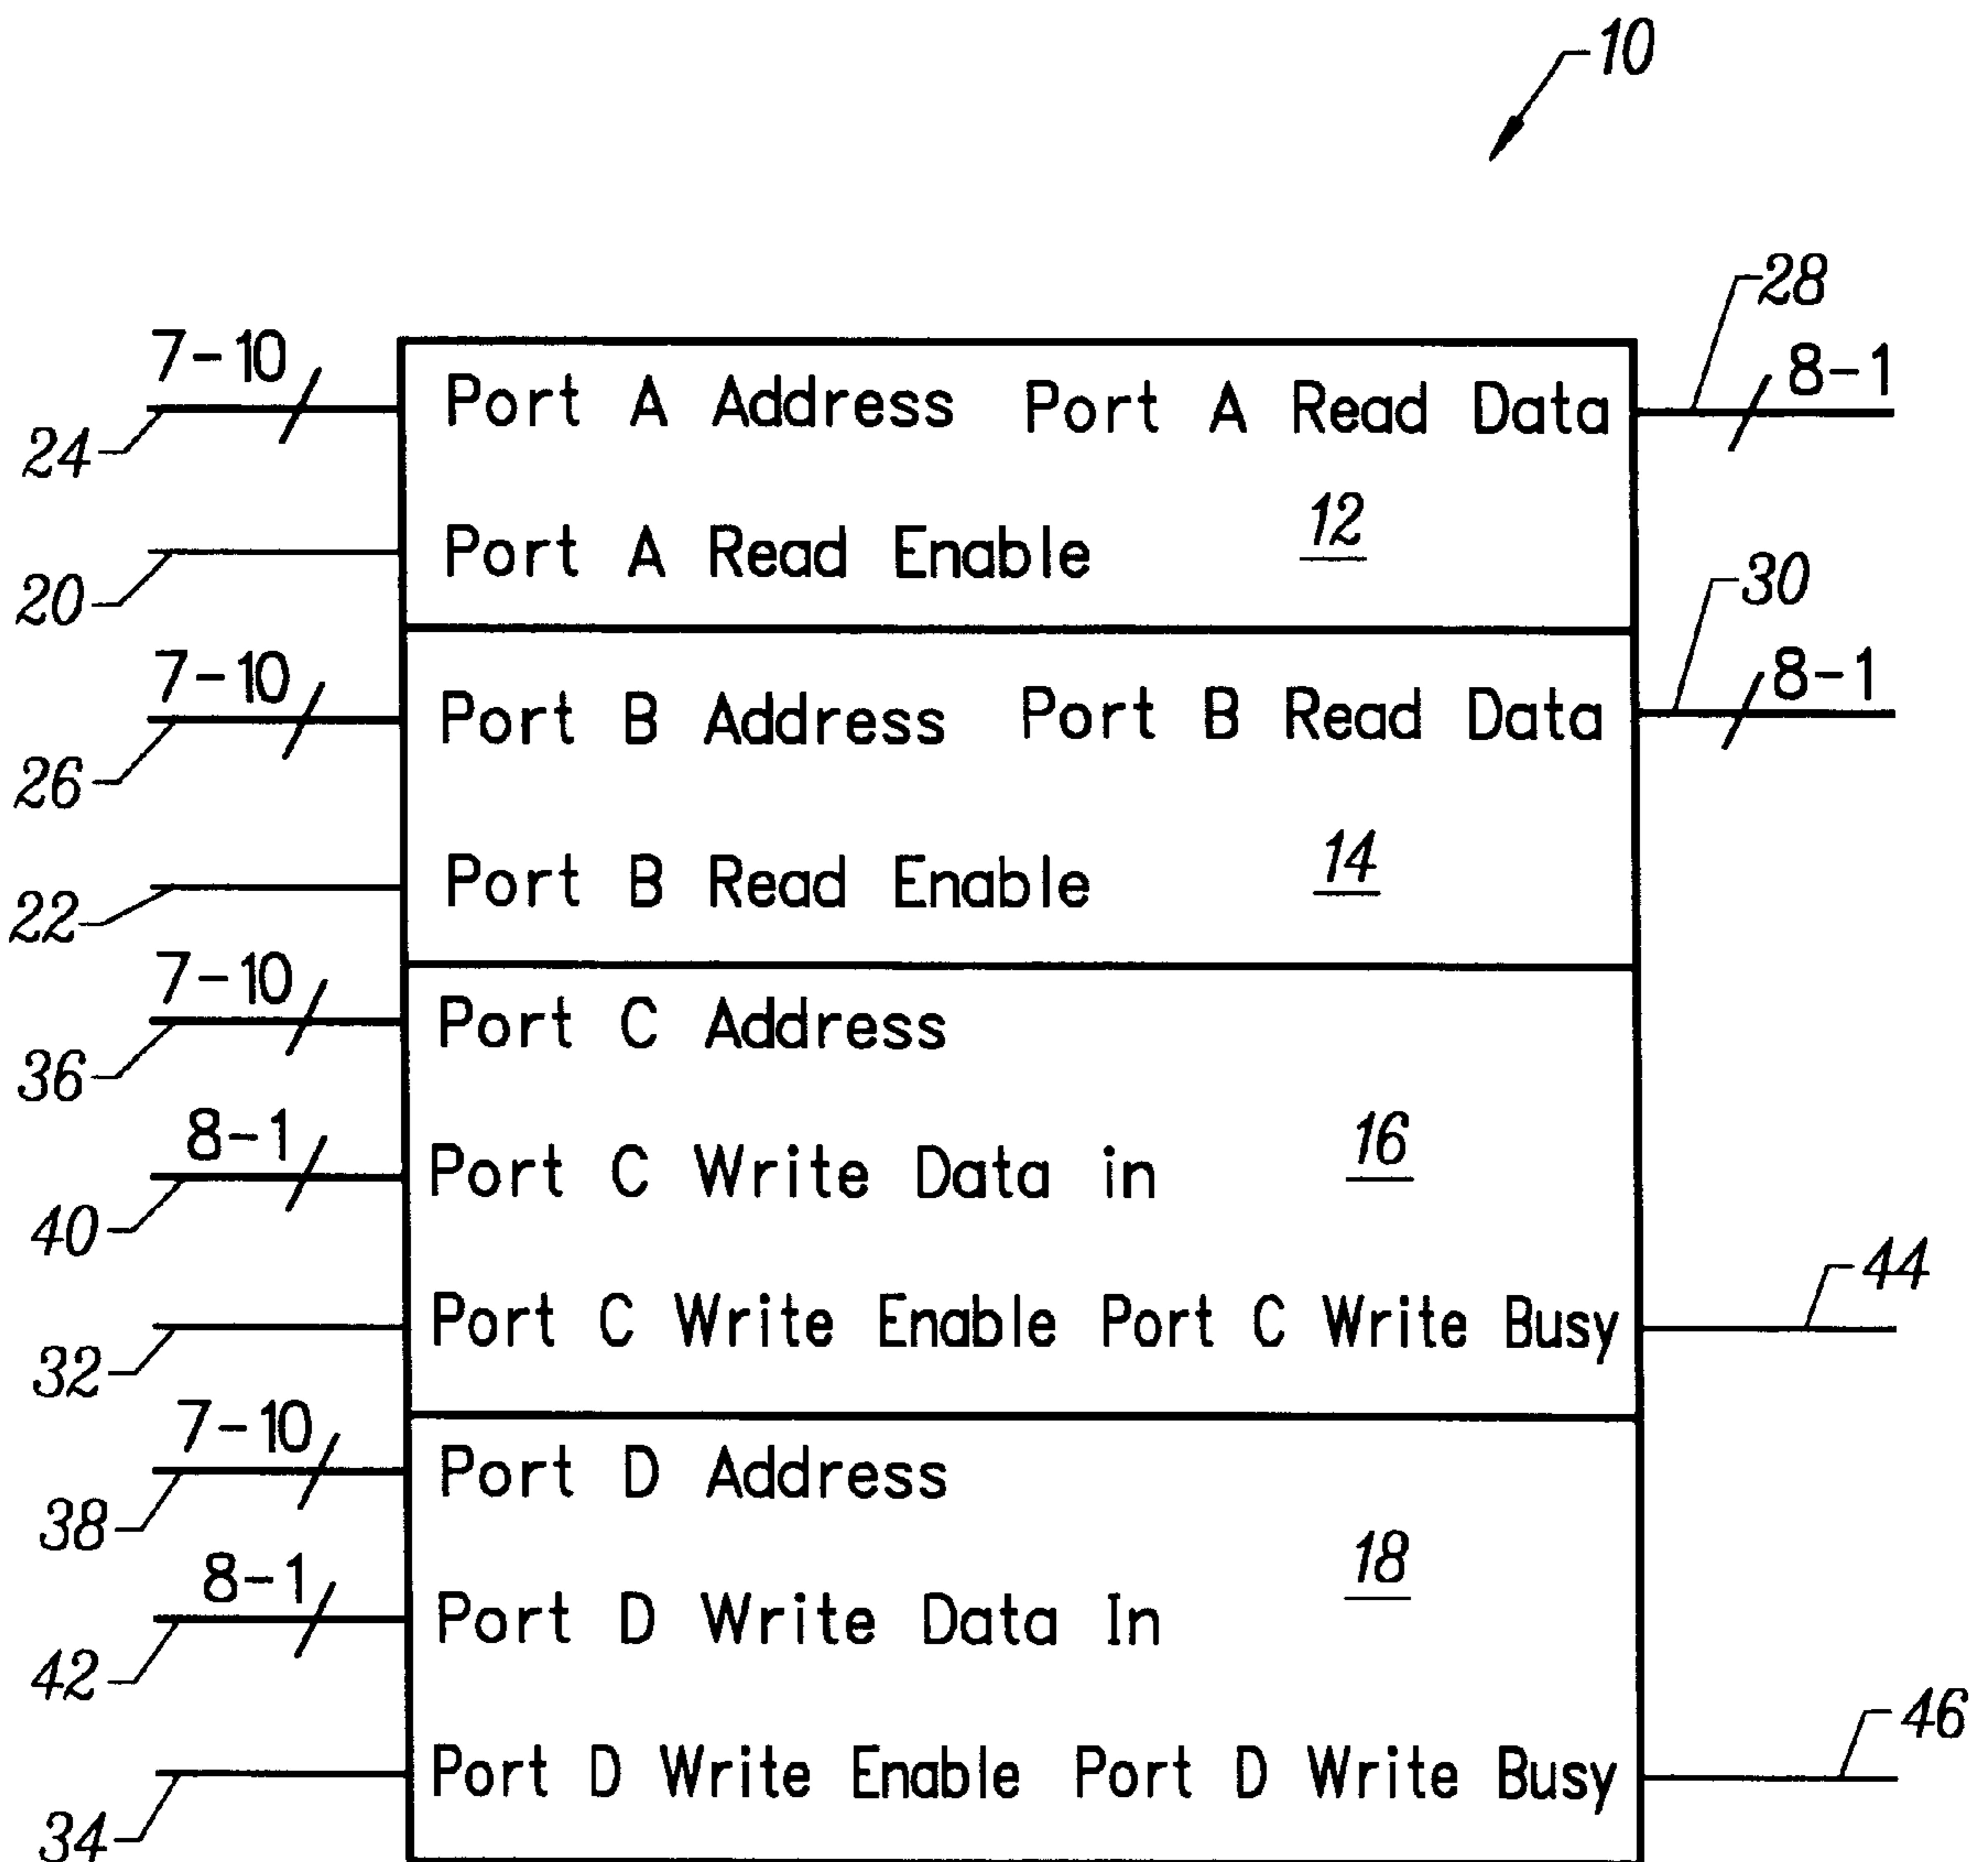 10
28
7-10 Port A Address Port A Read Data 8-1
24
12
20 Port A Read Enable
30
7-10 Port B Address Port B Read Data 8-1
26
14
22 Port B Read Enable
7-10 Port C Address
36
16
8-1 Port C Write Data in
40
44
32 Port C Write Enable Port C Write Busy
7-10 Port D Address
38
18
8-1 Port D Write Data In
42
46
34 Port D Write Enable Port D Write Busy